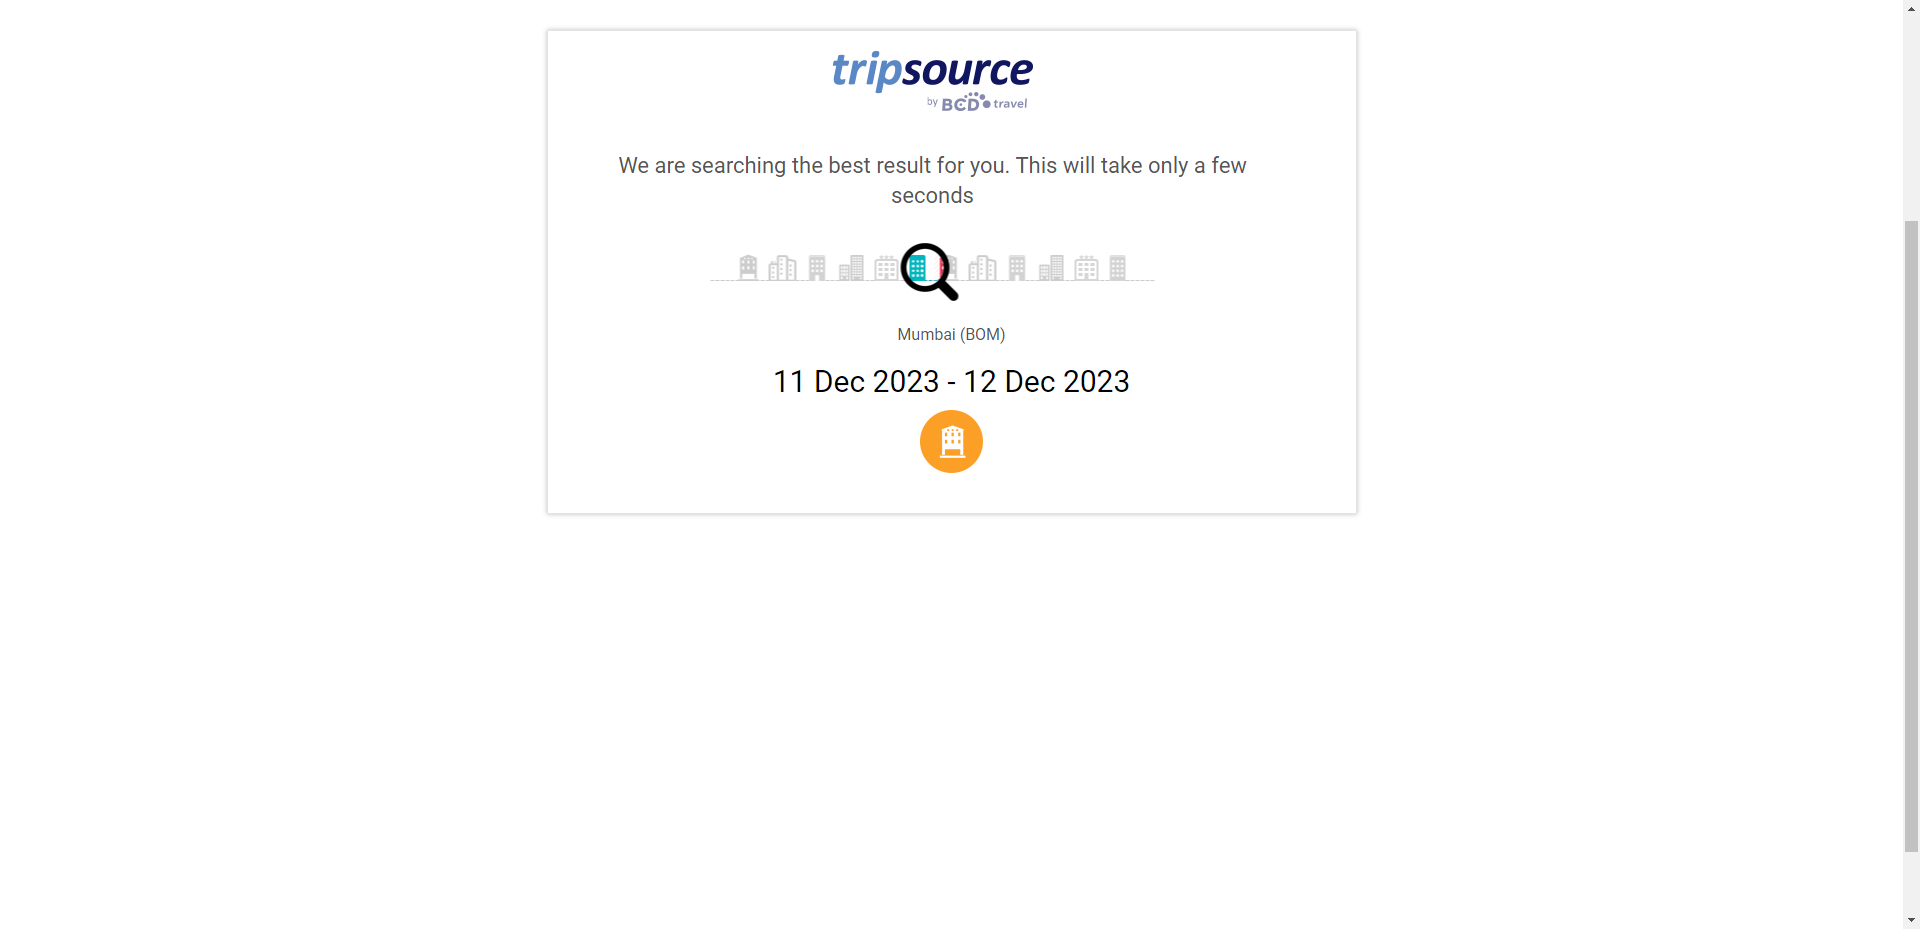 tripsource
by BCD travel
We are searching the best result for you. This will take only a few
seconds
Mumbai (BOM)
11 Dec 2023 - 12 Dec 2023